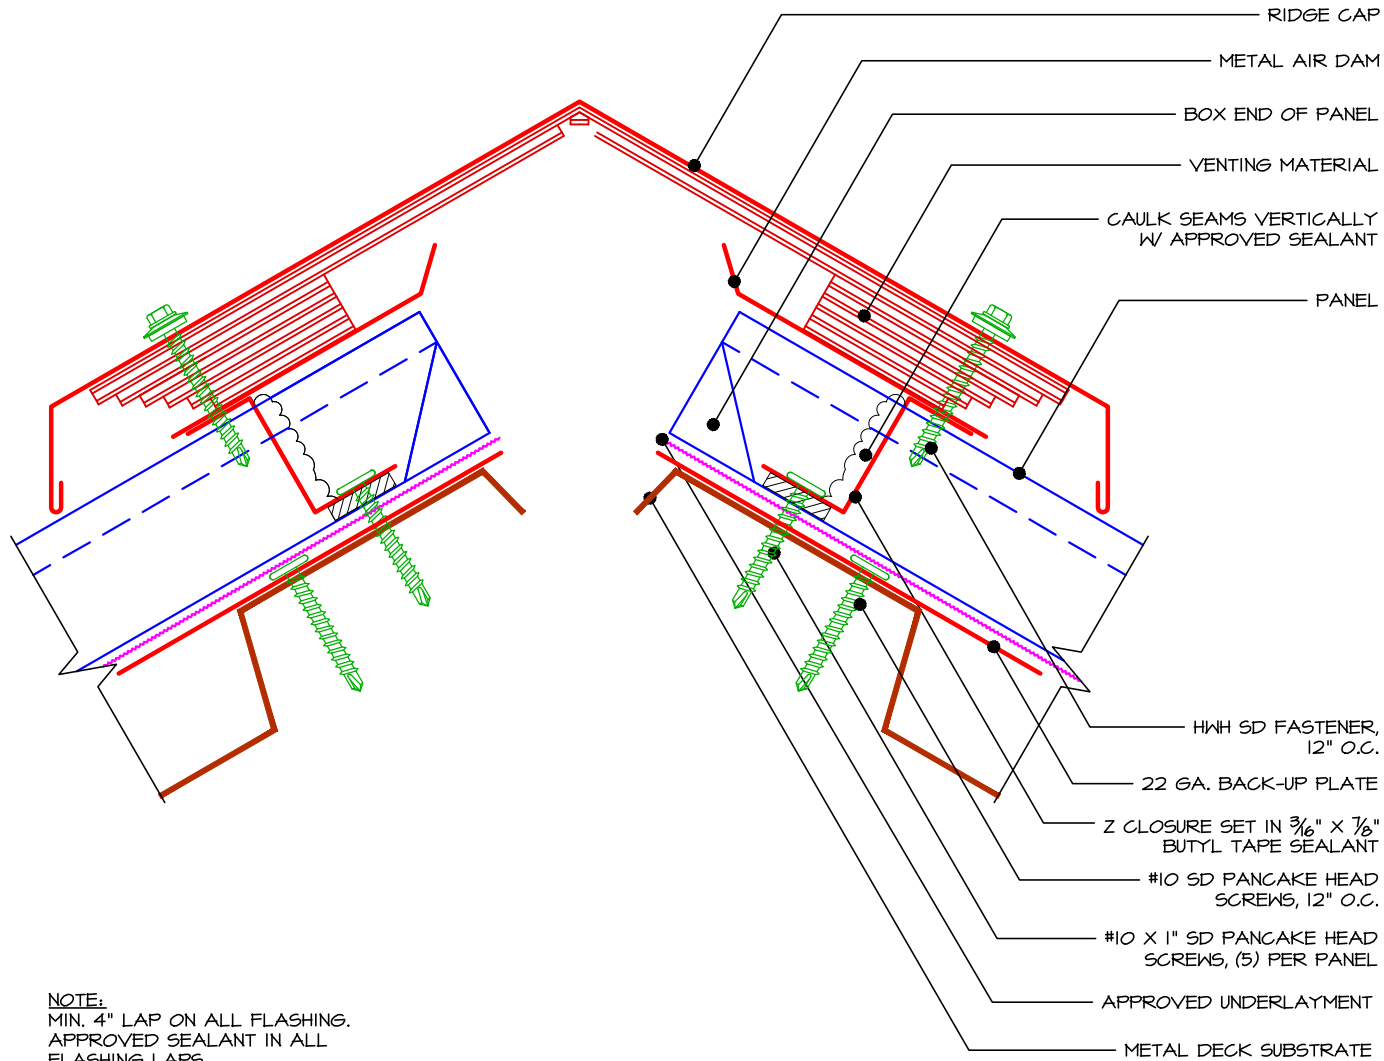 RIDGE CAP
METAL AIR DAM
BOX END OF PANEL
VENTING MATERIAL
CAULK SEAMS VERTICALLY
W/ APPROVED SEALANT
PANEL
HWH SD FASTENER,
12" O.C.
22 GA. BACK-UP PLATE
Z CLOSURE SET IN 3/16" X 7/8"
BUTYL TAPE SEALANT
#10 SD PANCAKE HEAD
SCREWS, 12" O.C.
#10 X 1" SD PANCAKE HEAD
SCREWS, (5) PER PANEL
APPROVED UNDERLAYMENT
METAL DECK SUBSTRATE
NOTE:
MIN. 4" LAP ON ALL FLASHING.
APPROVED SEALANT IN ALL
FLASHING LAPS